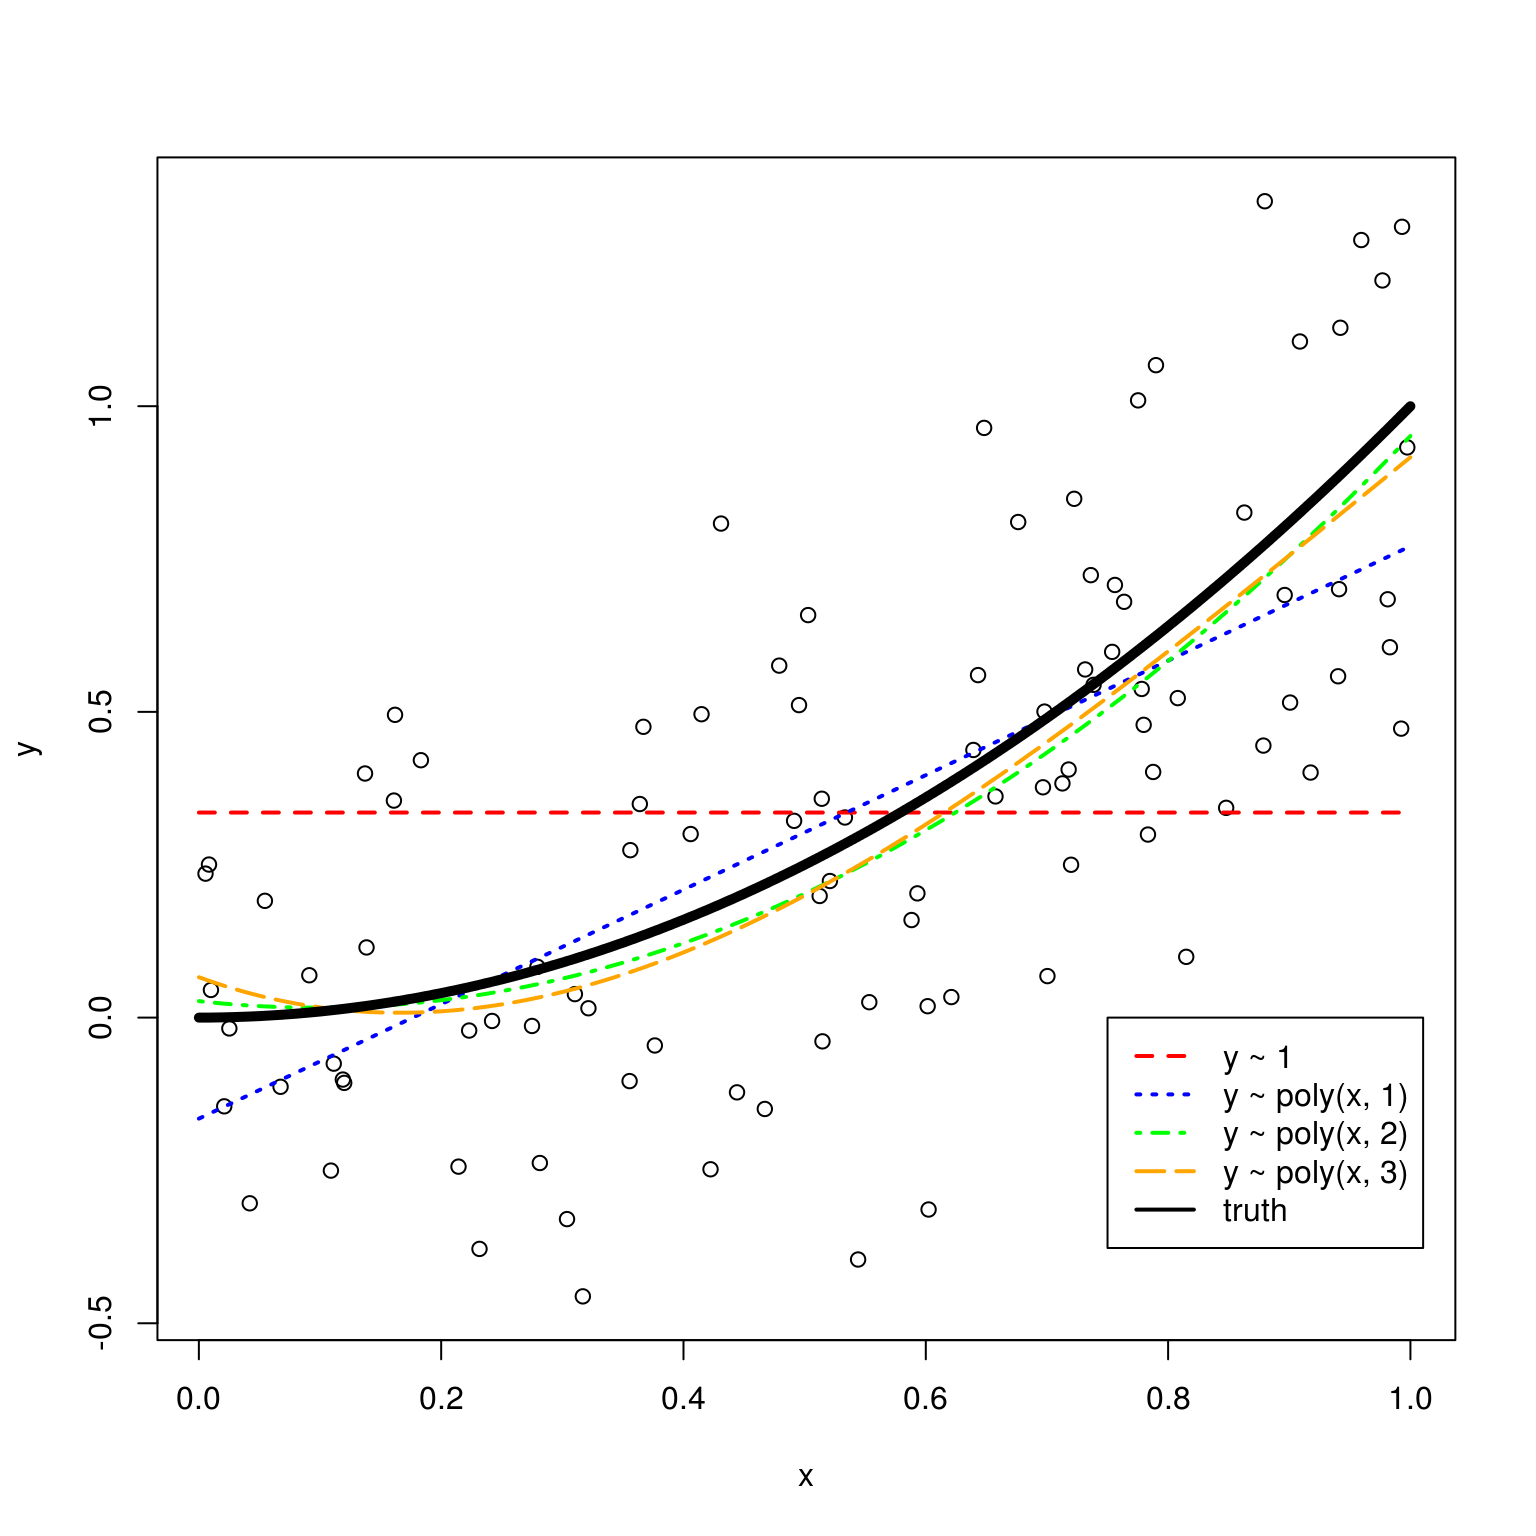 y
1.0
0.5
0.0
-0.5
0.0 0.2 0.4 0.6 0.8 1.0
x
y ~ 1
y ~ poly(x, 1)
y ~ poly(x, 2)
y ~ poly(x, 3)
truth